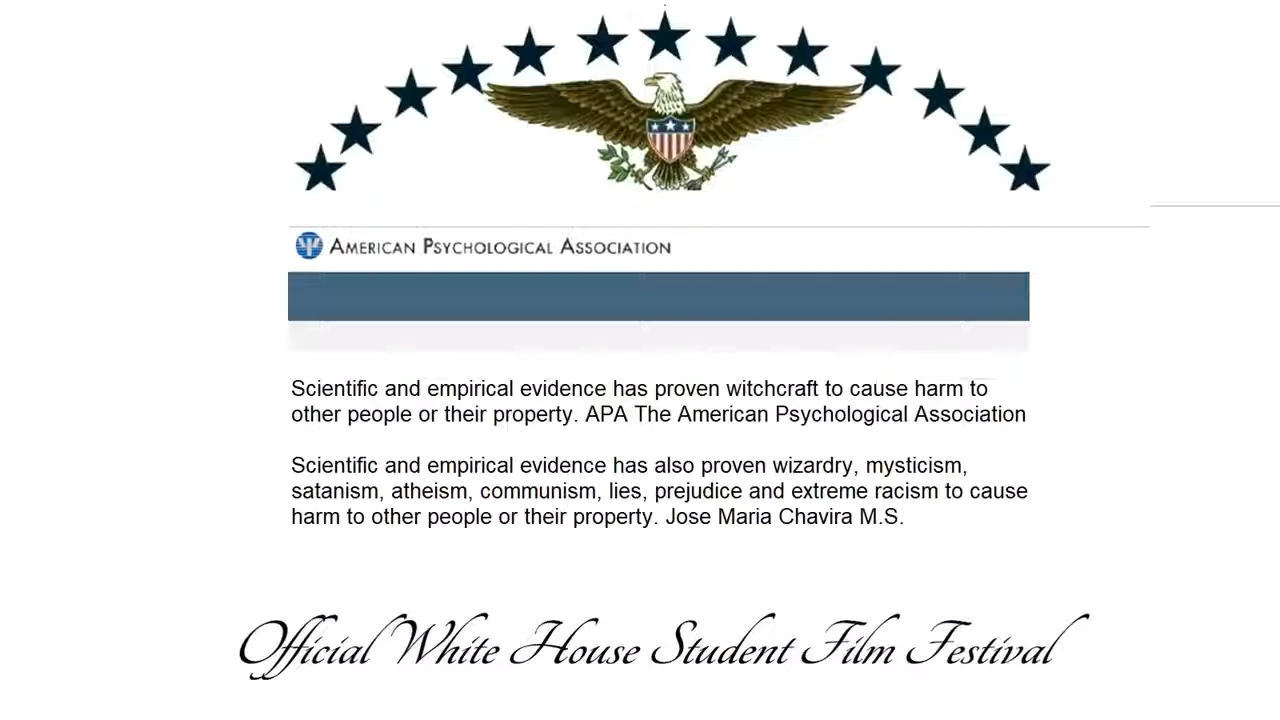 American Psychological Association
Scientific and empirical evidence has proven witchcraft to cause harm to
other people or their property. APA The American Psychological Association
Scientific and empirical evidence has also proven wizardry, mysticism,
satanism, atheism, communism, lies, prejudice and extreme racism to cause
harm to other people or their property. Jose Maria Chavira M.S.
Official White House Student Film Festival